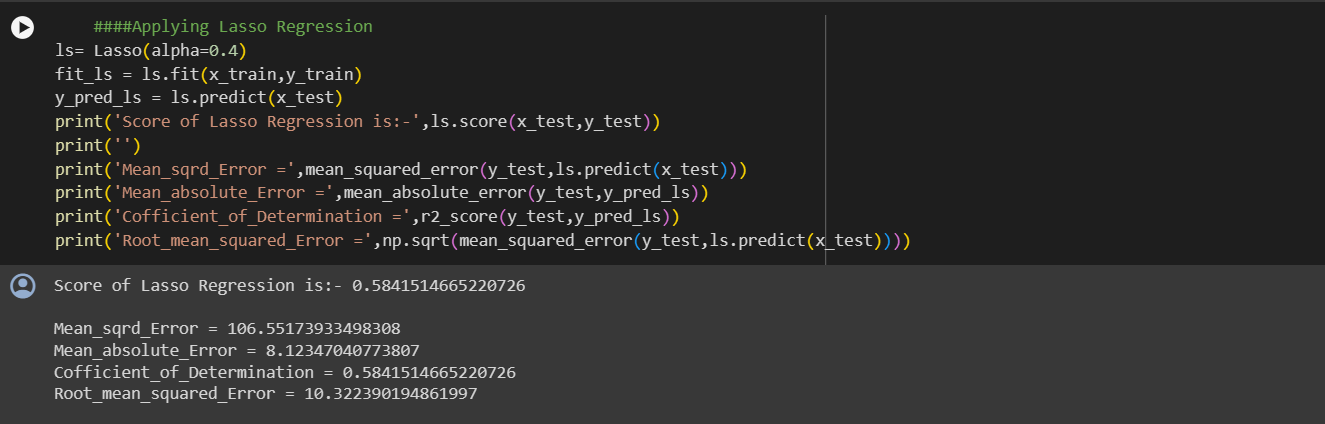 ####Applying Lasso Regression
ls= Lasso(alpha=0.4)
fit_ls = ls.fit(x_train,y_train)
y_pred_ls = ls.predict(x_test)
print('Score of Lasso Regression is:-',ls.score(x_test,y_test))
print('')
print('Mean_sqrd_Error =',mean_squared_error(y_test,ls.predict(x_test)))
print('Mean_absolute_Error =',mean_absolute_error(y_test,y_pred_ls))
print('Cofficient_of_Determination =',r2_score(y_test,y_pred_ls))
print('Root_mean_squared_Error =',np.sqrt(mean_squared_error(y_test,ls.predict(x_test))))
Score of Lasso Regression is:- 0.5841514665220726
Mean_sqrd_Error = 106.55173933498308
Mean_absolute_Error = 8.12347040773807
Cofficient_of_Determination = 0.5841514665220726
Root_mean_squared_Error = 10.322390194861997